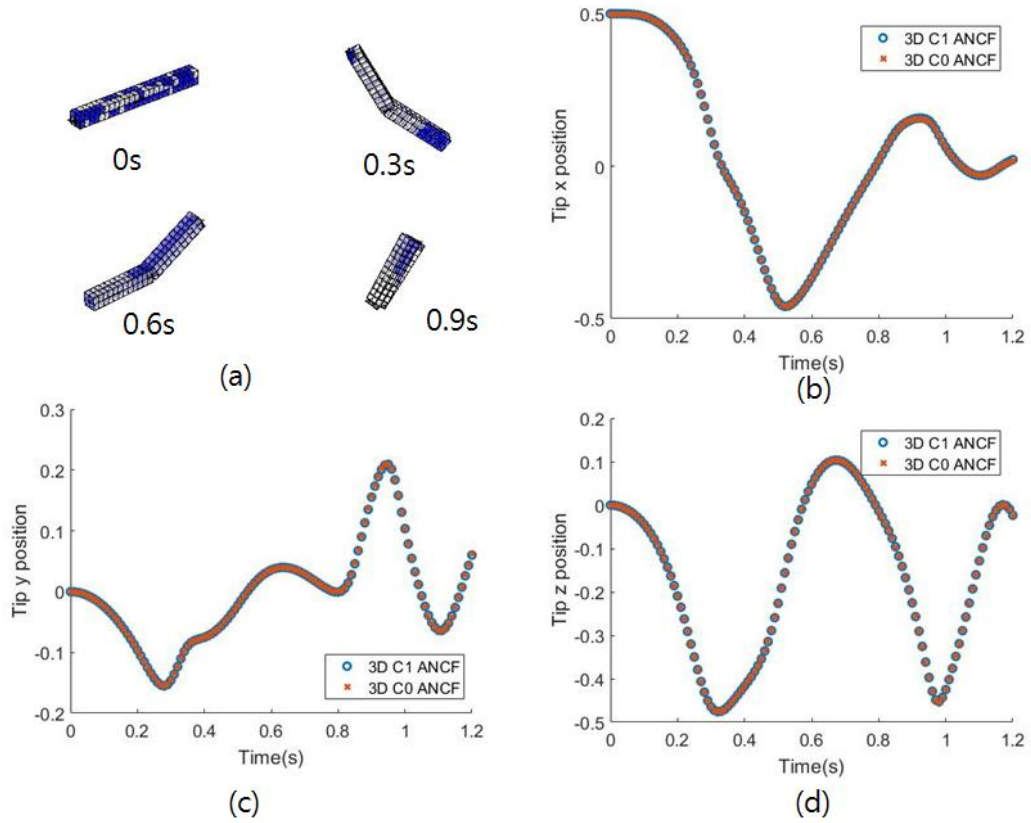 0s
0.3s
0.6s
0.9s
(a)
3D C1 ANCF
3D C0 ANCF
Tip x position
0.5
0
-0.5
0 0.2 0.4 0.6 0.8 1 1.2
Time(s)
(b)
3D C1 ANCF
3D C0 ANCF
Tip y position
0.3
0.2
0.1
0
-0.1
-0.2
0 0.2 0.4 0.6 0.8 1 1.2
Time(s)
(c)
3D C1 ANCF
3D C0 ANCF
Tip z position
0.2
0.1
0
-0.1
-0.2
-0.3
-0.4
-0.5
0 0.2 0.4 0.6 0.8 1 1.2
Time(s)
(d)